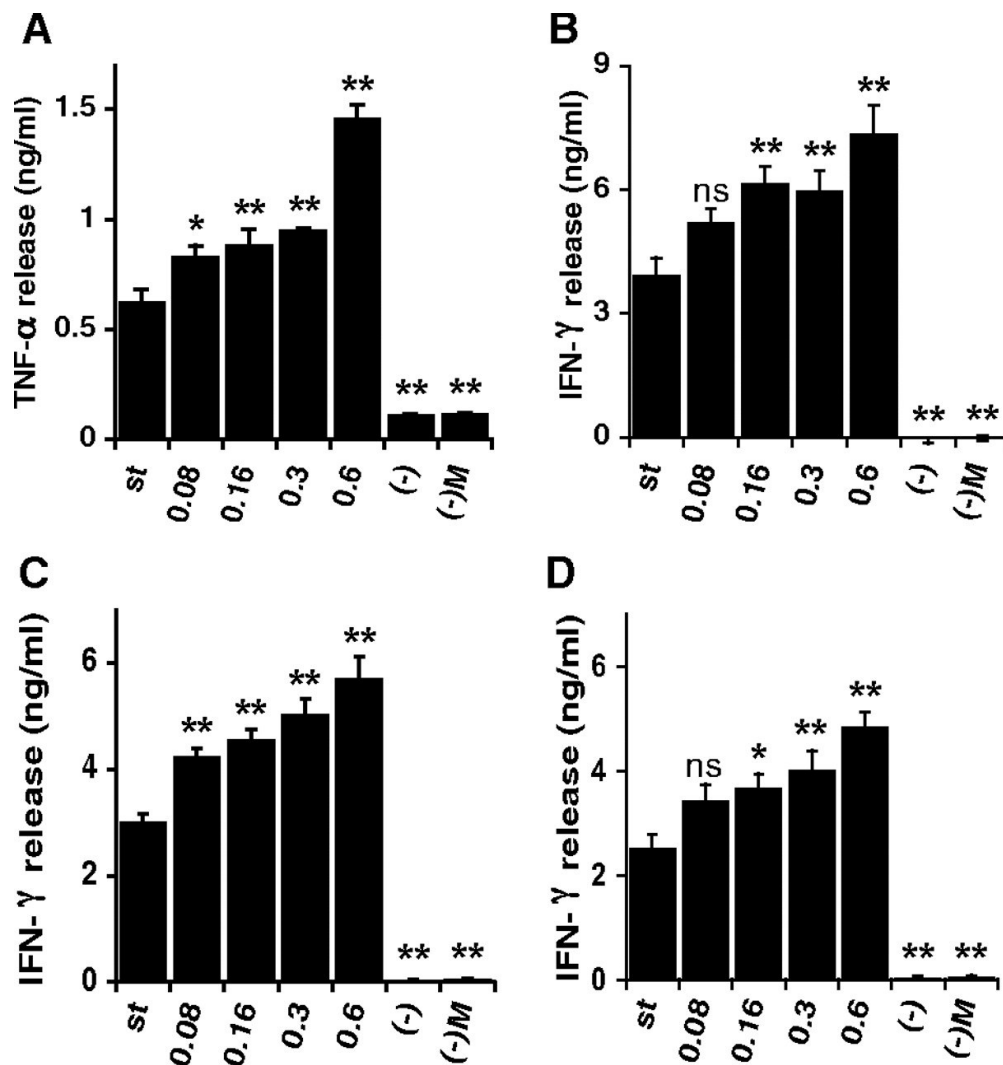 A
TNF-α release (ng/ml)
1.5
1
0.5
0
* ** ** ** ** **
st 0.08 0.16 0.3 0.6 (-) (-)M
B
IFN-γ release (ng/ml)
9
6
3
0
ns ** ** ** ** **
st 0.08 0.16 0.3 0.6 (-) (-)M
C
IFN-γ release (ng/ml)
6
4
2
0
** ** ** ** ** **
st 0.08 0.16 0.3 0.6 (-) (-)M
D
IFN-γ release (ng/ml)
6
4
2
0
ns * ** ** ** **
st 0.08 0.16 0.3 0.6 (-) (-)M